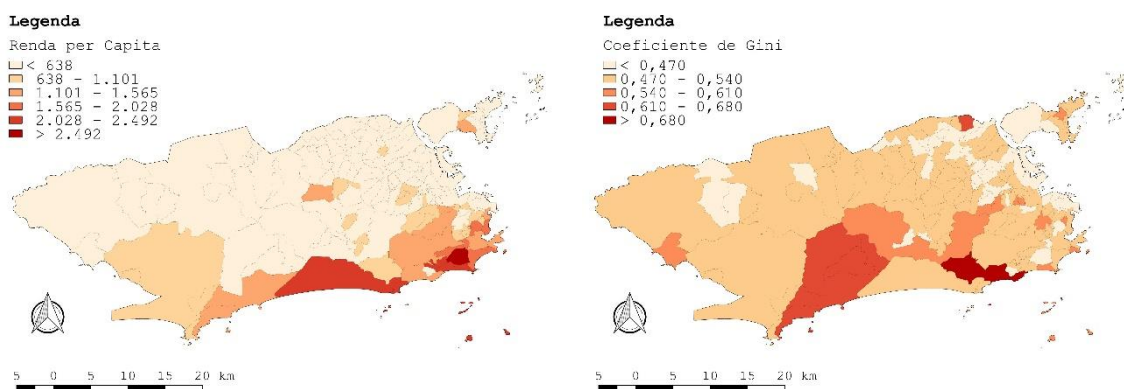 Legenda
Renda per Capita
< 638
638 - 1.101
1.101 - 1.565
1.565 - 2.028
2.028 - 2.492
> 2.492
5 0 5 10 15 20 km
Legenda
Coeficiente de Gini
< 0,470
0,470 - 0,540
0,540 - 0,610
0,610 - 0,680
> 0,680
5 0 5 10 15 20 km